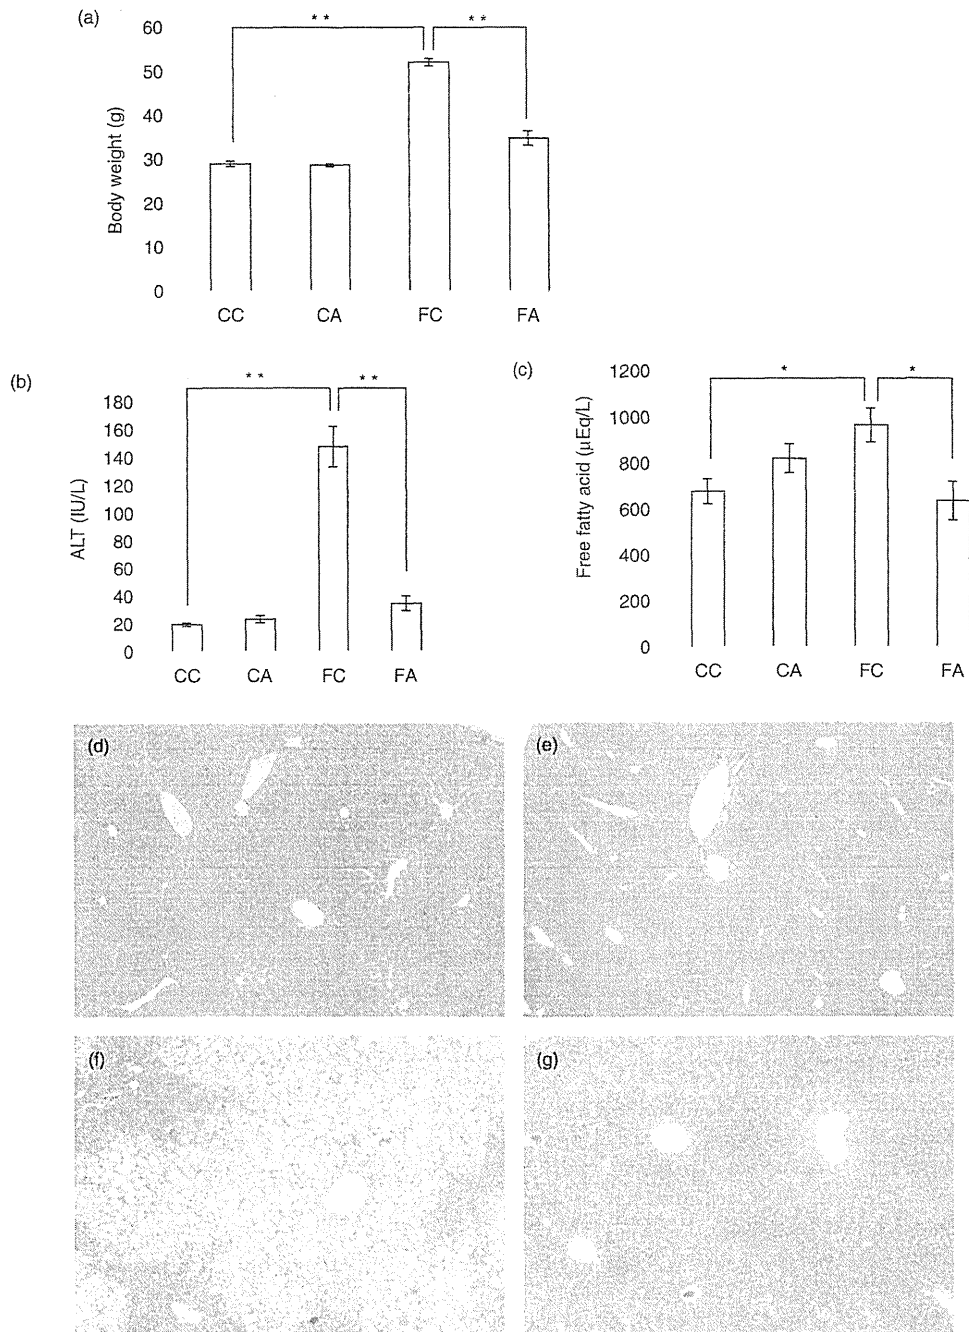 (a)
* *
* *
60
50
40
30
20
10
0
Body weight (g)
CC CA FC FA
(b)
* *
* *
180
160
140
120
100
80
60
40
20
0
ALT (IU/L)
CC CA FC FA
(c)
*
*
1200
1000
800
600
400
200
0
Free fatty acid (µEq/L)
CC CA FC FA
(d)
(e)
(f)
(g)